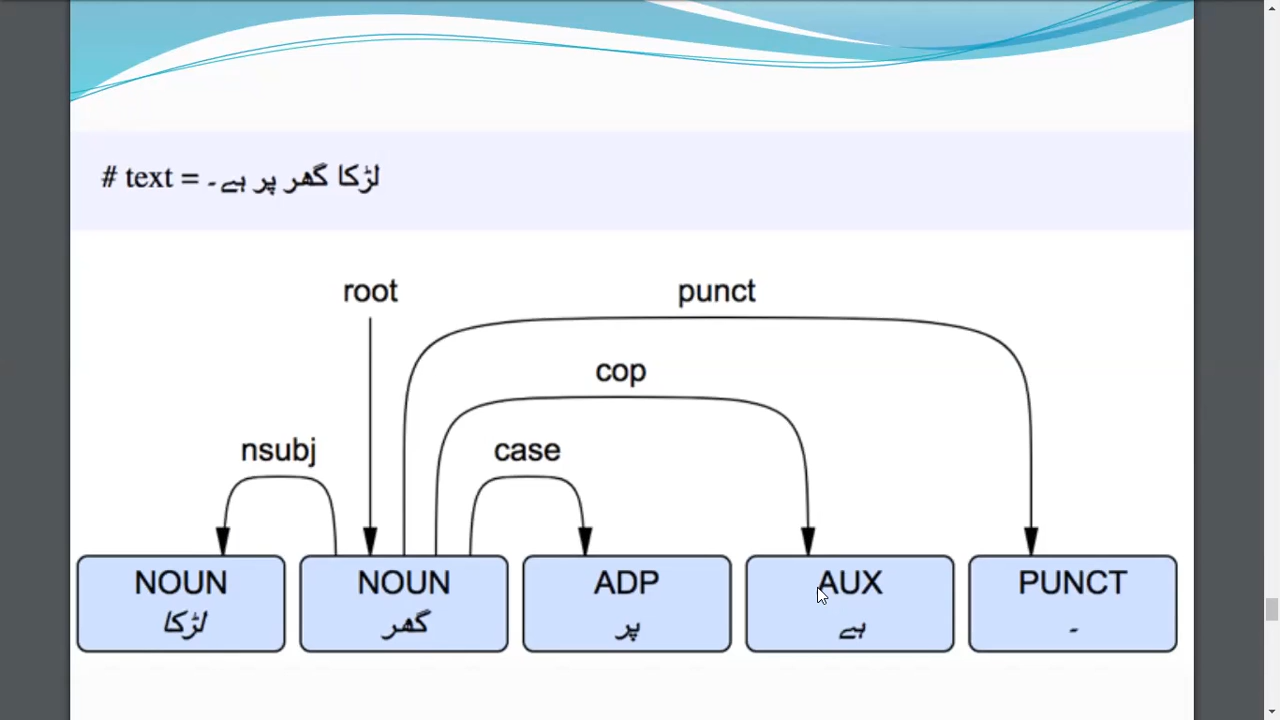 # text = لڑکا گھر پر ہے۔
root
punct
cop
nsubj
case
NOUN
لڑکا
NOUN
گھر
ADP
پر
AUX
ہے
PUNCT
۔